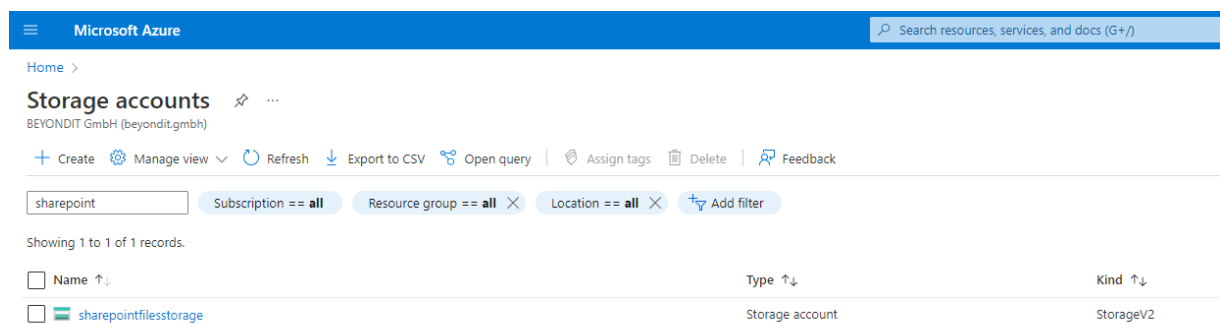 Microsoft Azure Search resources, services, and docs (G+/)
Home >
Storage accounts ...
BEYONDIT GmbH (beyondit.gmbh)
Create Manage view Refresh Export to CSV Open query Assign tags Delete Feedback
sharepoint Subscription == all Resource group == all Location == all Add filter
Showing 1 to 1 of 1 records.
Name Type Kind
sharepointfilesstorage Storage account StorageV2